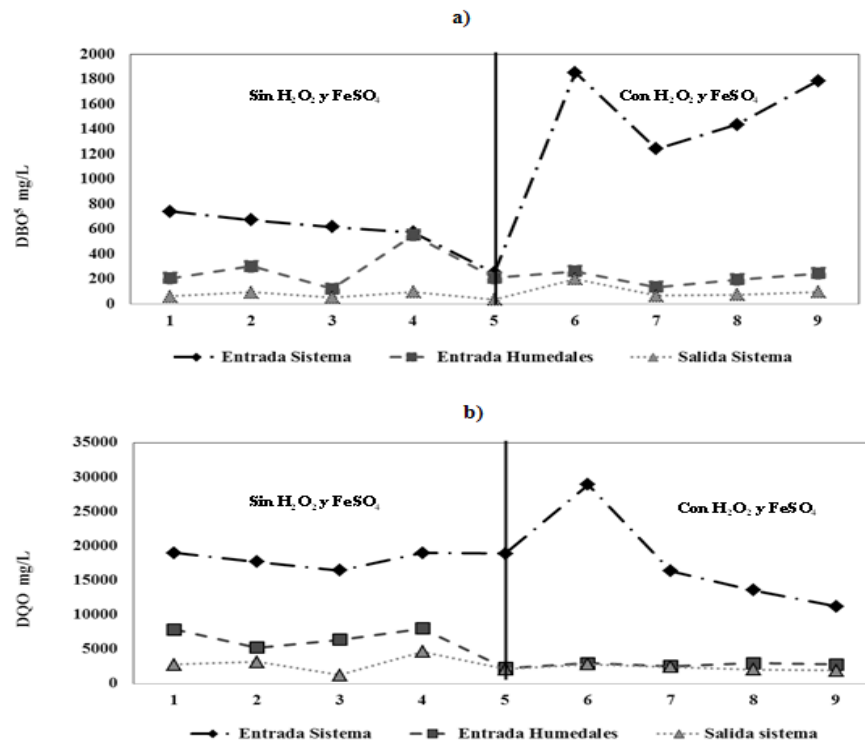 a)
2000
1800
1600
1400
1200
1000
800
600
400
200
0
DBO⁵ mg/L
Sin H₂O₂ y FeSO₄
Con H₂O₂ y FeSO₄
1 2 3 4 5 6 7 8 9
Entrada Sistema Entrada Humedales Salida Sistema
b)
35000
30000
25000
20000
15000
10000
5000
0
DQO mg/L
Sin H₂O₂ y FeSO₄
Con H₂O₂ y FeSO₄
1 2 3 4 5 6 7 8 9
Entrada Sistema Entrada Humedales Salida sistema